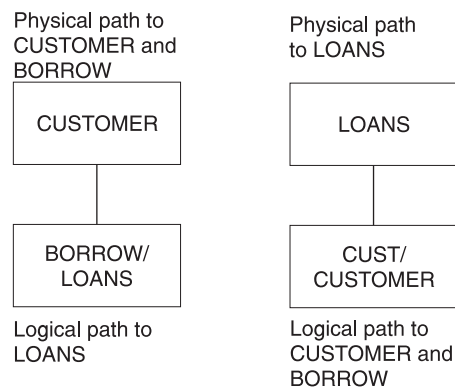 Physical path to
CUSTOMER and
BORROW
CUSTOMER
BORROW/
LOANS
Logical path to
LOANS
Physical path
to LOANS
LOANS
CUST/
CUSTOMER
Logical path to
CUSTOMER and
BORROW